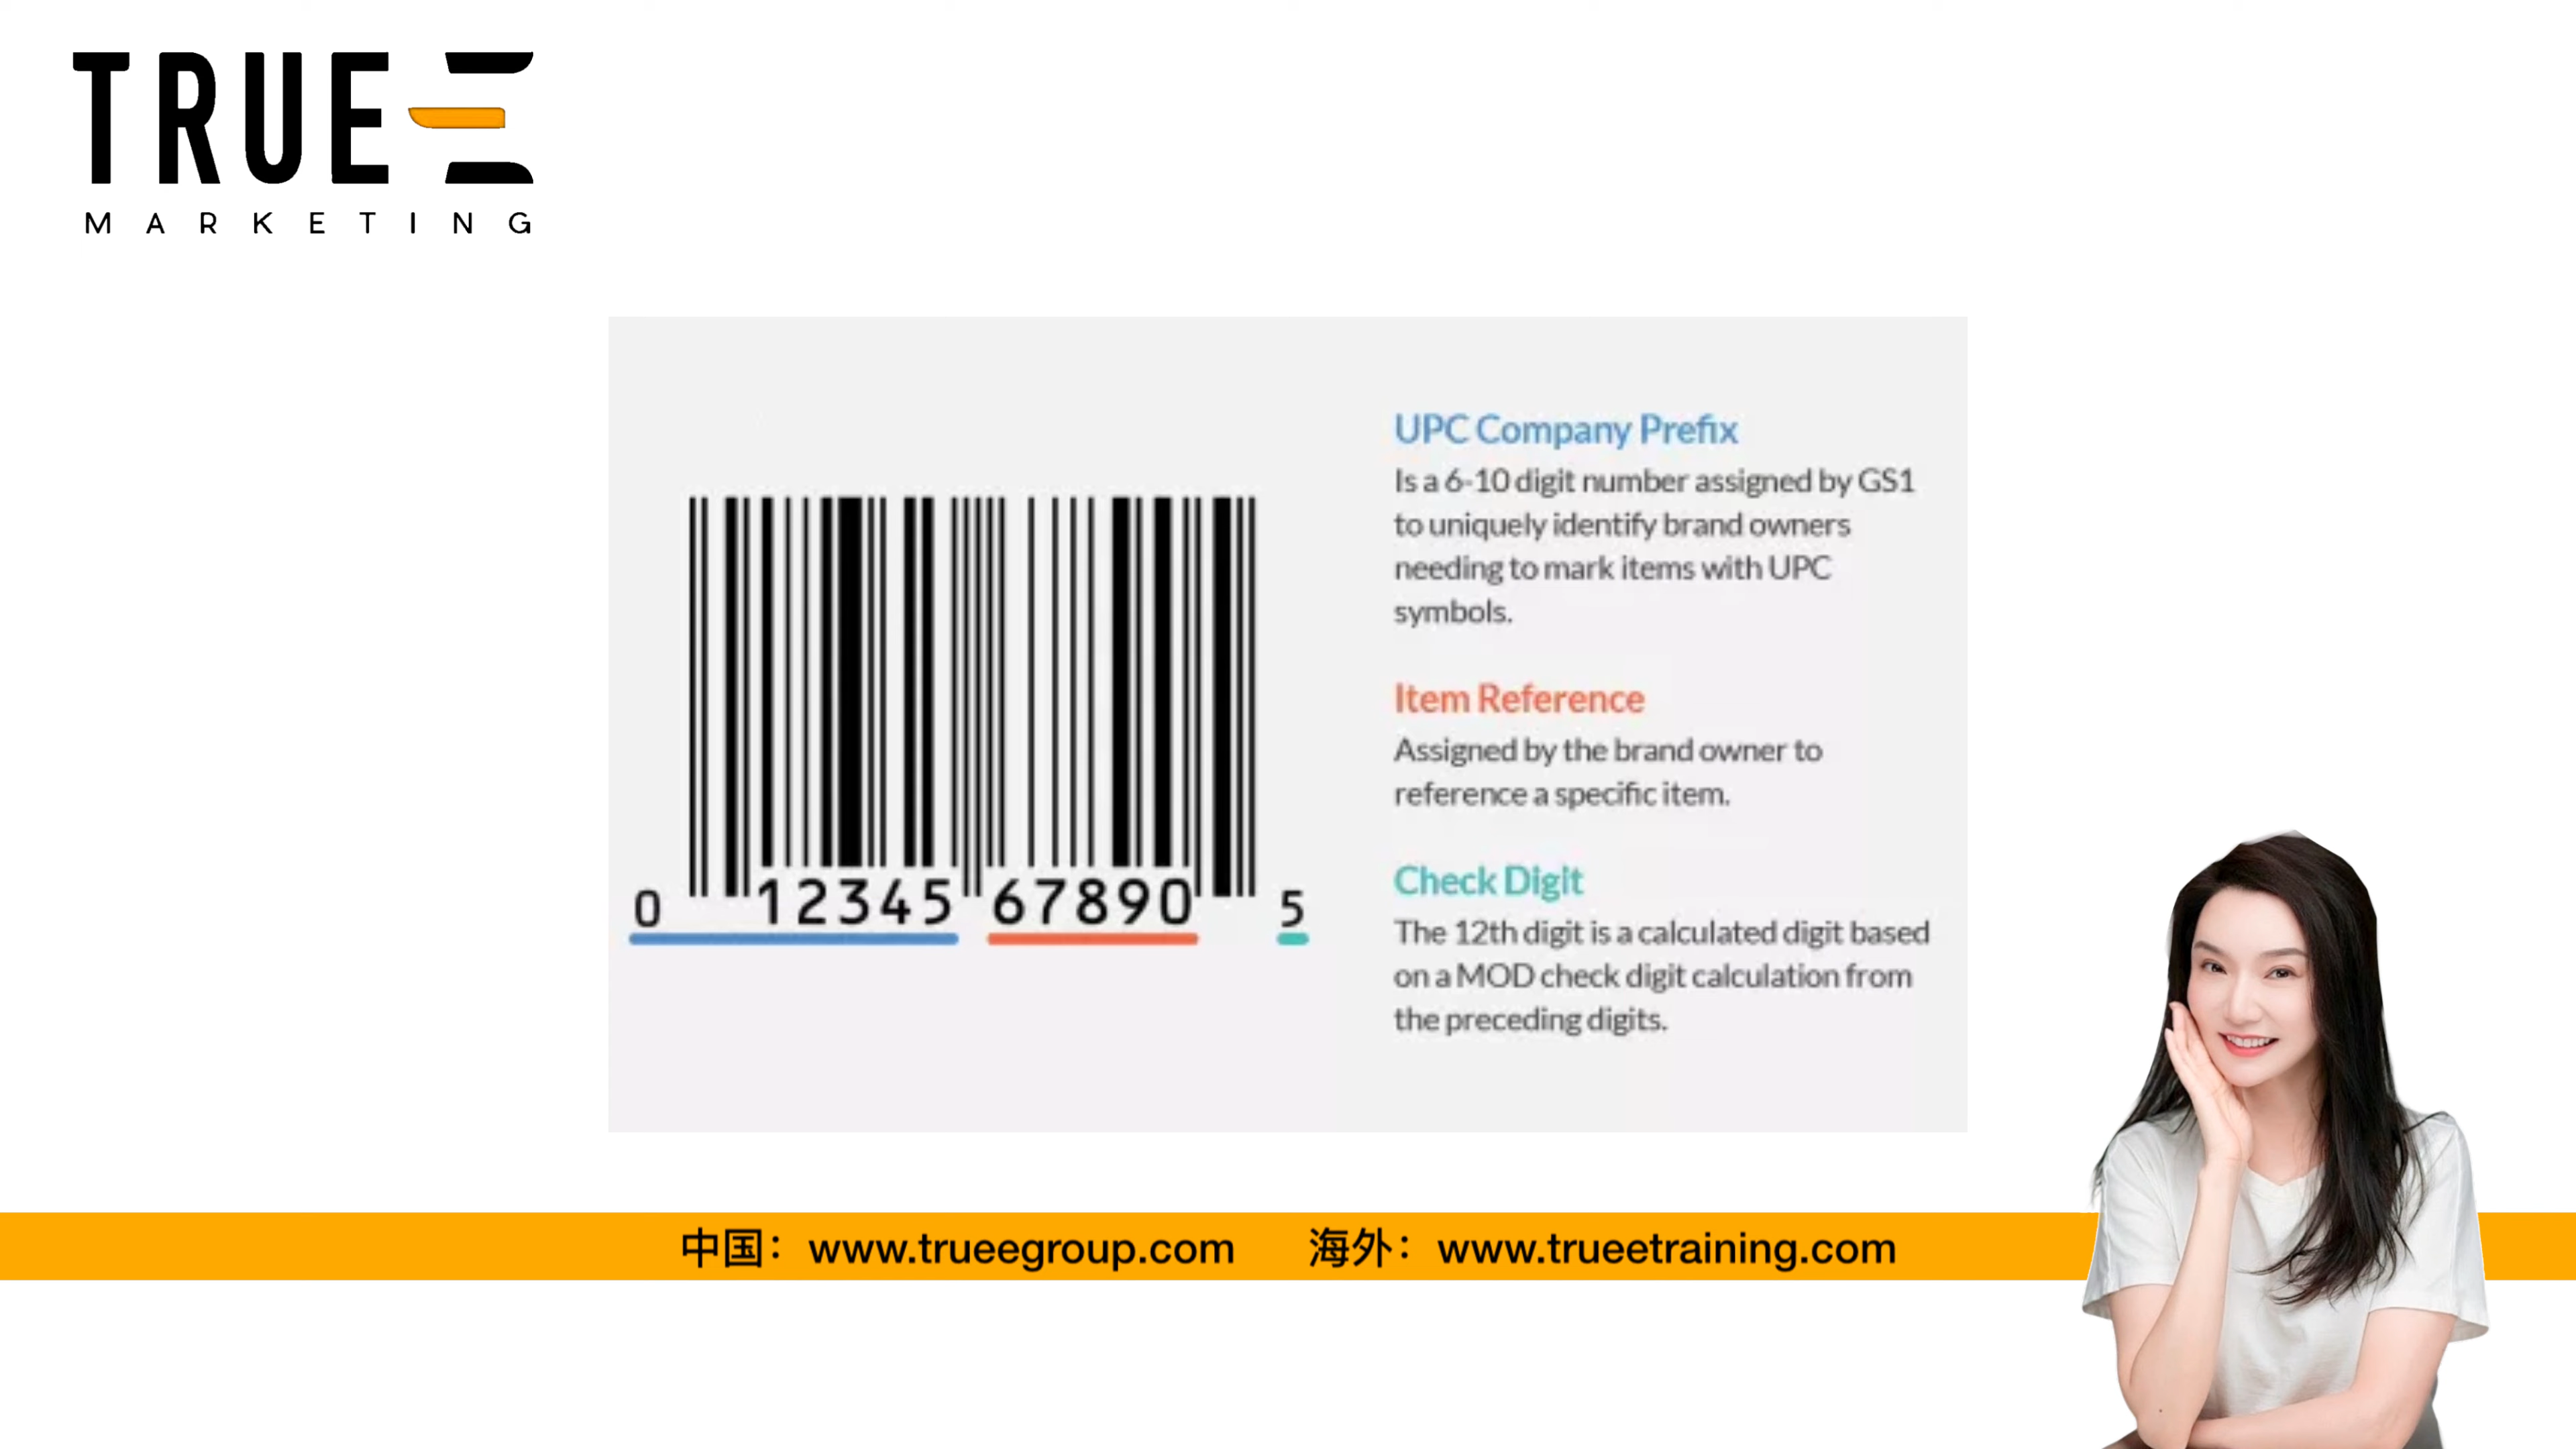 TRUE E
MARKETING
UPC Company Prefix
Is a 6-10 digit number assigned by GS1
to uniquely identify brand owners
needing to mark items with UPC
symbols.
Item Reference
Assigned by the brand owner to
reference a specific item.
Check Digit
The 12th digit is a calculated digit based
on a MOD check digit calculation from
the preceding digits.
0 12345 67890 5
中国：www.trueegroup.com 海外：www.trueetraining.com